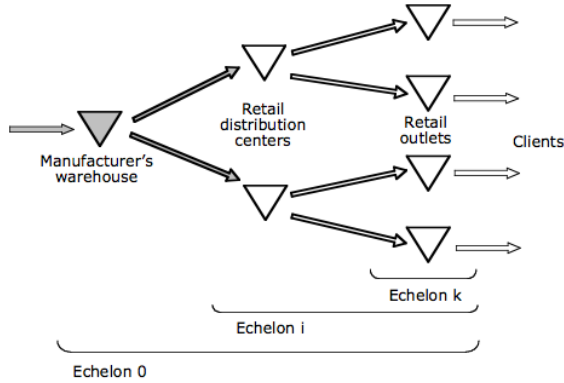 Retail
distribution
centers
Retail
outlets
Clients
Manufacturer's
warehouse
Echelon k
Echelon i
Echelon 0